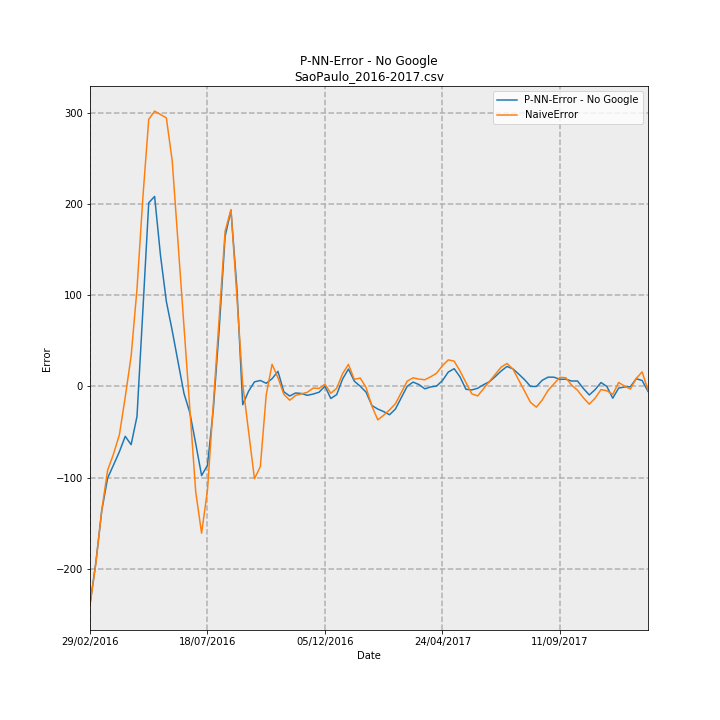 P-NN-Error - No Google
SaoPaulo_2016-2017.csv
P-NN-Error - No Google
NaiveError
300
200
100
0
−100
−200
Error
29/02/2016
18/07/2016
05/12/2016
24/04/2017
11/09/2017
Date